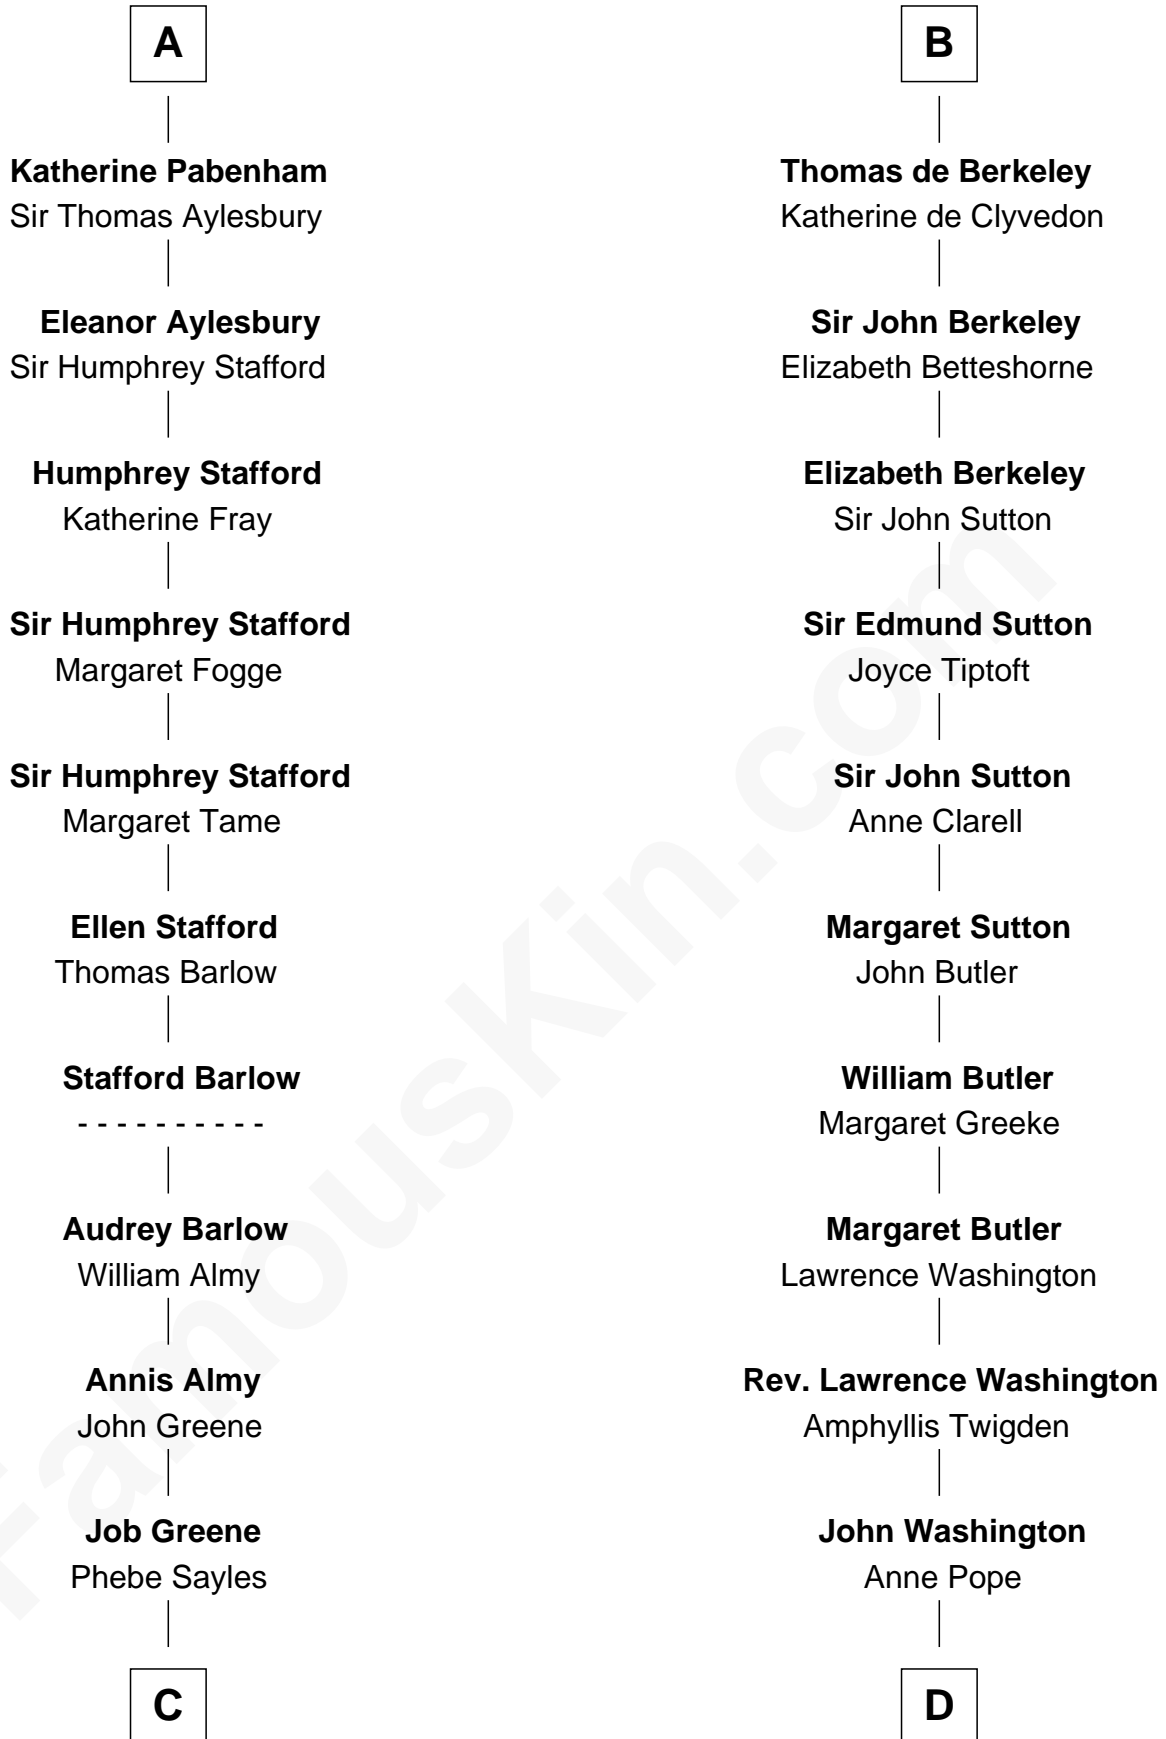 A
Katherine Pabenham
Sir Thomas Aylesbury
Eleanor Aylesbury
Sir Humphrey Stafford
Humphrey Stafford
Katherine Fray
Sir Humphrey Stafford
Margaret Fogge
Sir Humphrey Stafford
Margaret Tame
Ellen Stafford
Thomas Barlow
Stafford Barlow
- - - - - - - - - -
Audrey Barlow
William Almy
Annis Almy
John Greene
Job Greene
Phebe Sayles
C
B
Thomas de Berkeley
Katherine de Clyvedon
Sir John Berkeley
Elizabeth Betteshorne
Elizabeth Berkeley
Sir John Sutton
Sir Edmund Sutton
Joyce Tiptoft
Sir John Sutton
Anne Clarell
Margaret Sutton
John Butler
William Butler
Margaret Greeke
Margaret Butler
Lawrence Washington
Rev. Lawrence Washington
Amphyllis Twigden
John Washington
Anne Pope
D
FamousKin.com